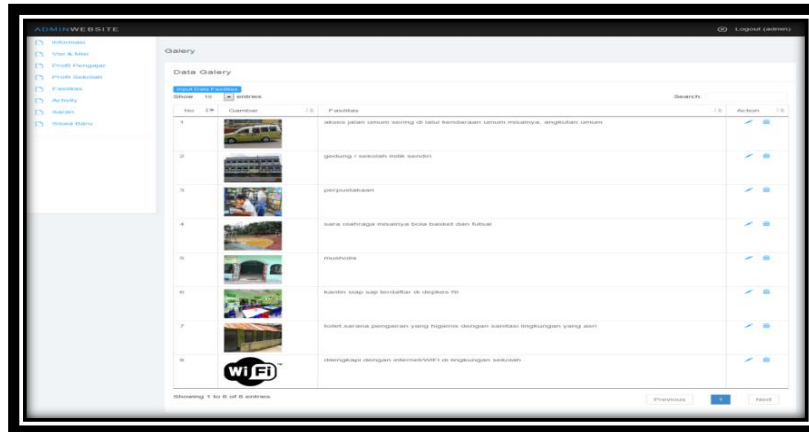 ADMINWEBSITE
Logout (admin)
Informasi
Visi & Misi
Profil Pengajar
Profil Sekolah
Fasilitas
Activity
Saran
Siswa Baru
Galery
Data Galery
Input Data Fasilitas
Show 10 entries
Search:
No Gambar Fasilitas Action
1 akses jalan umum sering di lalui kendaraan umum misalnya, angkutan umum
2 gedung / sekolah milik sendiri
3 perpustakaan
4 sara olahraga misalnya bola basket dan futsal
5 mushola
6 kantin siap saji terdaftar di depkes RI
7 toilet sarana pengairan yang higienis dengan sanitasi lingkungan yang asri
8 Wi Fi dilengkapi dengan internet/WIFI di lingkungan sekolah
Showing 1 to 8 of 8 entries
Previous 1 Next